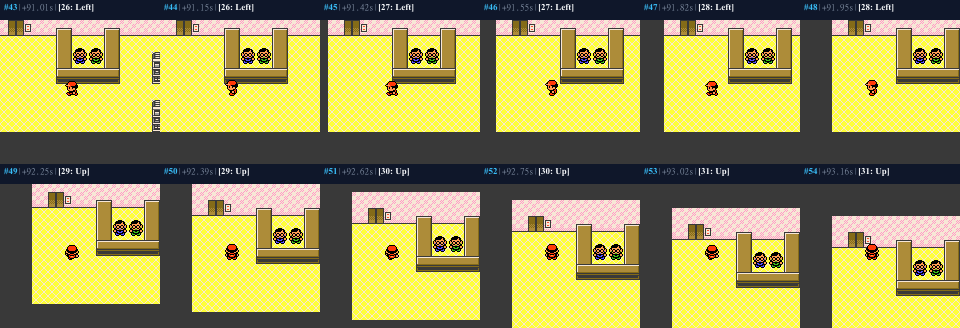 #43 | +91.01s | [26: Left]
#44 | +91.15s | [26: Left]
#45 | +91.42s | [27: Left]
#46 | +91.55s | [27: Left]
#47 | +91.82s | [28: Left]
#48 | +91.95s | [28: Left]
#49 | +92.25s | [29: Up]
#50 | +92.39s | [29: Up]
#51 | +92.62s | [30: Up]
#52 | +92.75s | [30: Up]
#53 | +93.02s | [31: Up]
#54 | +93.16s | [31: Up]